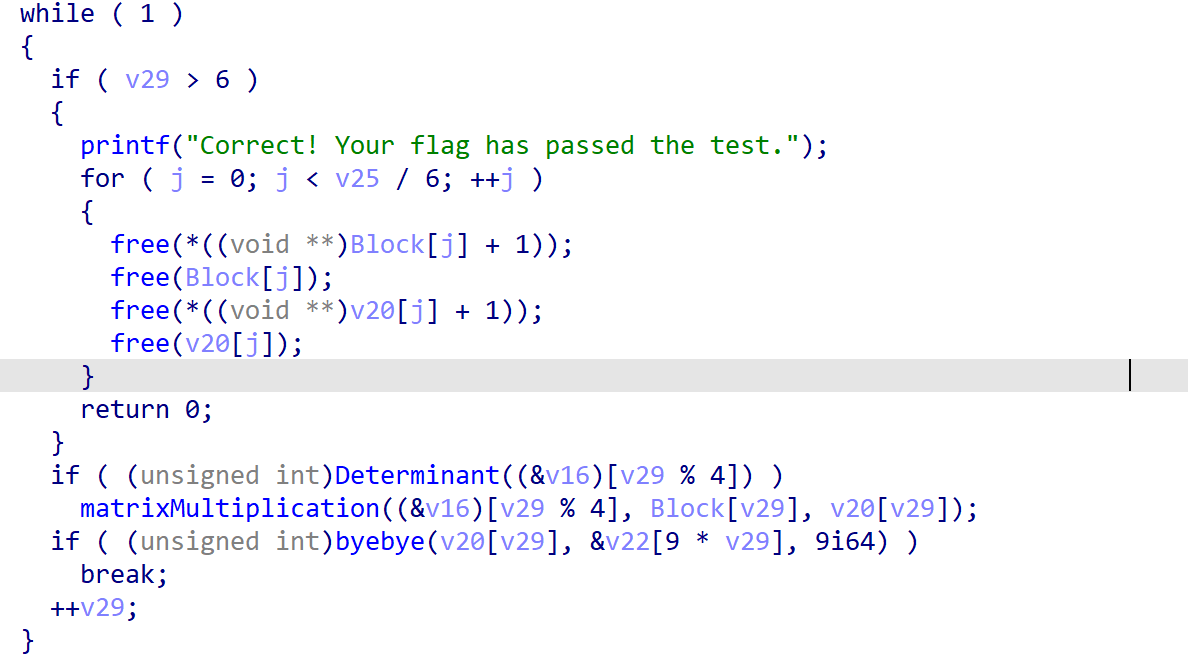 while ( 1 )
{
  if ( v29 > 6 )
  {
    printf("Correct! Your flag has passed the test.");
    for ( j = 0; j < v25 / 6; ++j )
    {
      free(*((void **)Block[j] + 1));
      free(Block[j]);
      free(*((void **)v20[j] + 1));
      free(v20[j]);
    }
    return 0;
  }
  if ( (unsigned int)Determinant((&v16)[v29 % 4]) )
    matrixMultiplication((&v16)[v29 % 4], Block[v29], v20[v29]);
  if ( (unsigned int)byebye(v20[v29], &v22[9 * v29], 9i64) )
    break;
  ++v29;
}